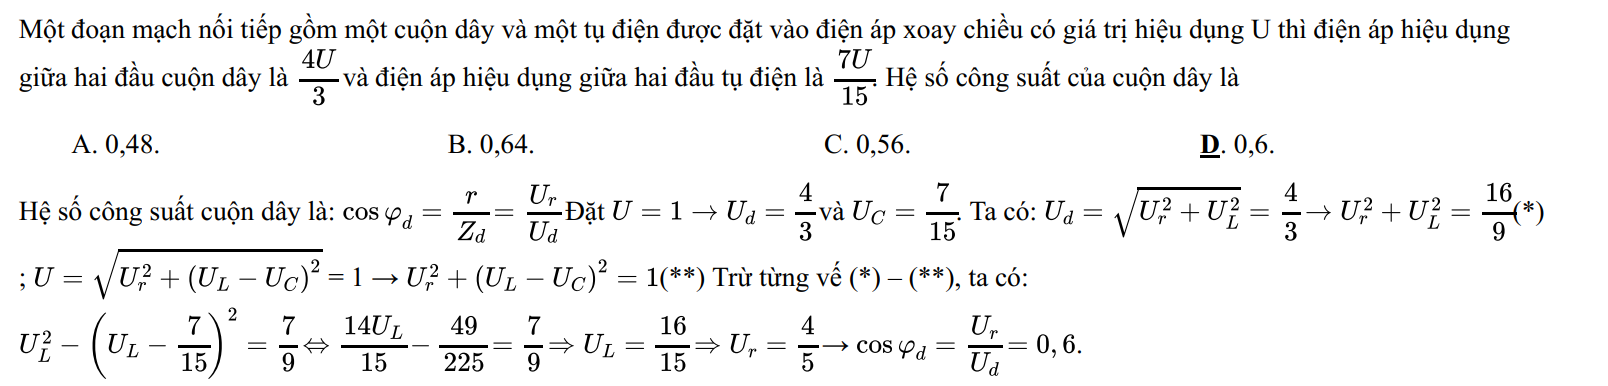 Một đoạn mạch nối tiếp gồm một cuộn dây và một tụ điện được đặt vào điện áp xoay chiều có giá trị hiệu dụng U thì điện áp hiệu dụng
giữa hai đầu cuộn dây là $\frac{4U}{3}$ và điện áp hiệu dụng giữa hai đầu tụ điện là $\frac{7U}{15}$. Hệ số công suất của cuộn dây là
A. 0,48. B. 0,64. C. 0,56. D. 0,6.
Hệ số công suất cuộn dây là: $\cos\varphi_d = \frac{r}{Z_d} = \frac{U_r}{U_d}$ Đặt $U = 1 \rightarrow U_d = \frac{4}{3}$ và $U_C = \frac{7}{15}$. Ta có: $U_d = \sqrt{U_r^2 + U_L^2} = \frac{4}{3} \rightarrow U_r^2 + U_L^2 = \frac{16}{9}$(*)
; $U = \sqrt{U_r^2 + (U_L - U_C)^2} = 1 \rightarrow U_r^2 + (U_L - U_C)^2 = 1$(**) Trừ từng vế (*) – (**), ta có:
$U_L^2 - \left(U_L - \frac{7}{15}\right)^2 = \frac{7}{9} \Leftrightarrow \frac{14U_L}{15} - \frac{49}{225} = \frac{7}{9} \Rightarrow U_L = \frac{16}{15} \Rightarrow U_r = \frac{4}{5} \rightarrow \cos\varphi_d = \frac{U_r}{U_d} = 0,6.$